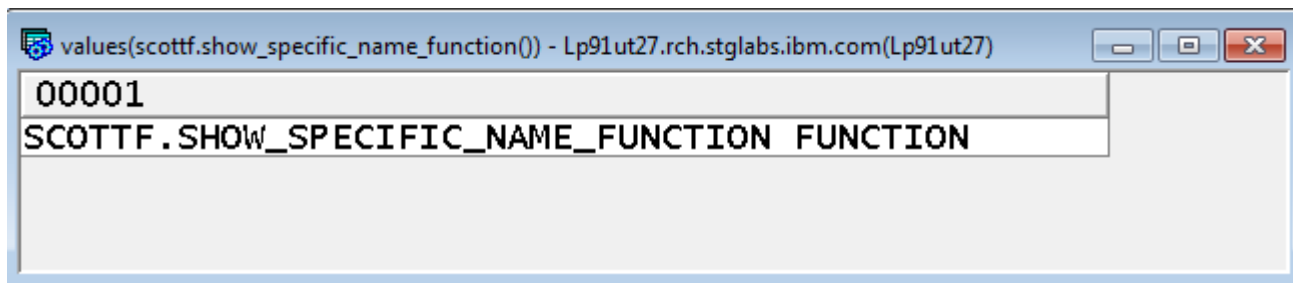 values(scottf.show_specific_name_function()) - Lp91ut27.rch.stglabs.ibm.com(Lp91ut27)
00001
SCOTTF.SHOW_SPECIFIC_NAME_FUNCTION FUNCTION